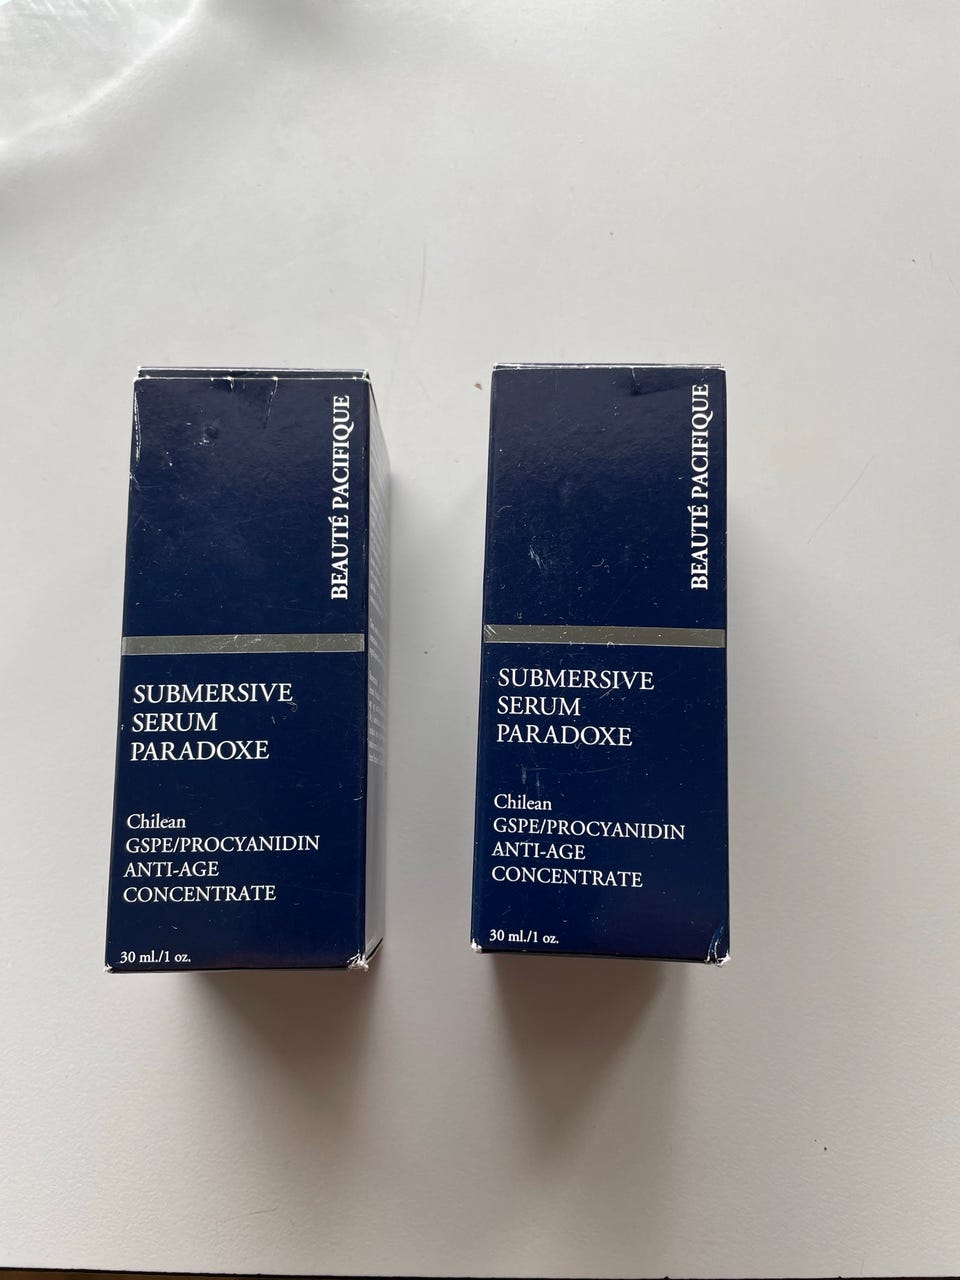 BEAUTÉ PACIFIQUE
SUBMERSIVE
SERUM
PARADOXE
Chilean
GSPE/PROCYANIDIN
ANTI-AGE
CONCENTRATE
30 ml./1 oz.
BEAUTÉ PACIFIQUE
SUBMERSIVE
SERUM
PARADOXE
Chilean
GSPE/PROCYANIDIN
ANTI-AGE
CONCENTRATE
30 ml./1 oz.